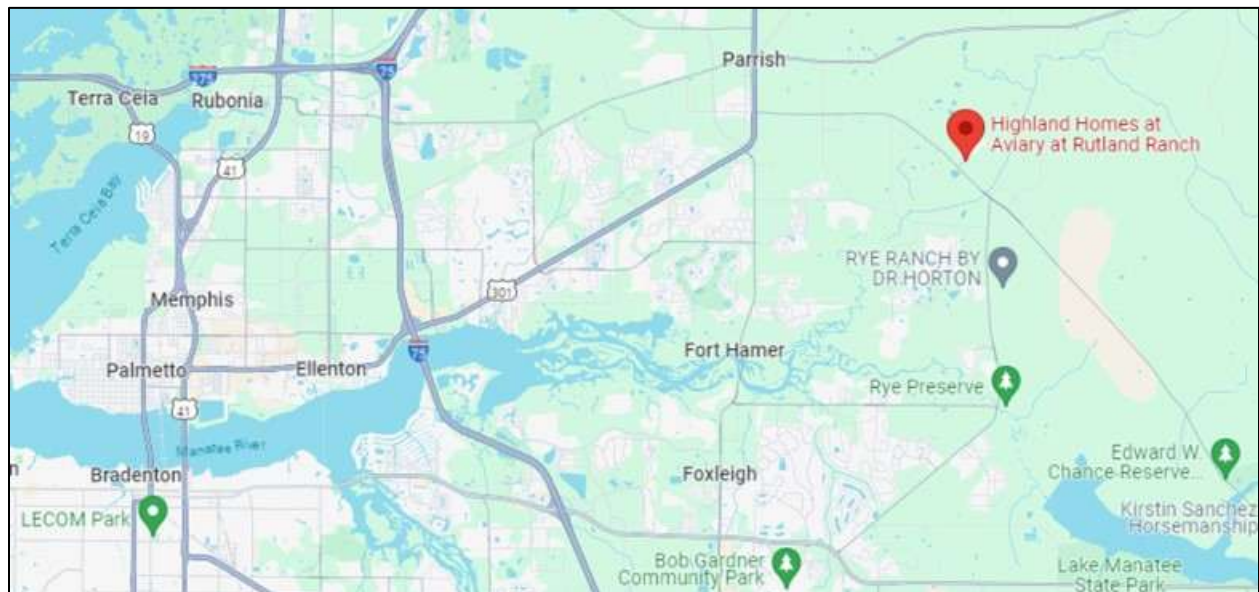 Parrish
275
75
Terra Ceia
Rubonia
19
41
Highland Homes at
Aviary at Rutland Ranch
Terra Ceia Bay
RYE RANCH BY
DR.HORTON
301
Memphis
75
Fort Hamer
Palmetto
Ellenton
Rye Preserve
41
Manatee River
n
Bradenton
Foxleigh
Edward W.
Chance Reserve...
LECOM Park
Kirstin Sanchez
Horsemanship
Bob Gardner
Community Park
Lake Manatee
State Park